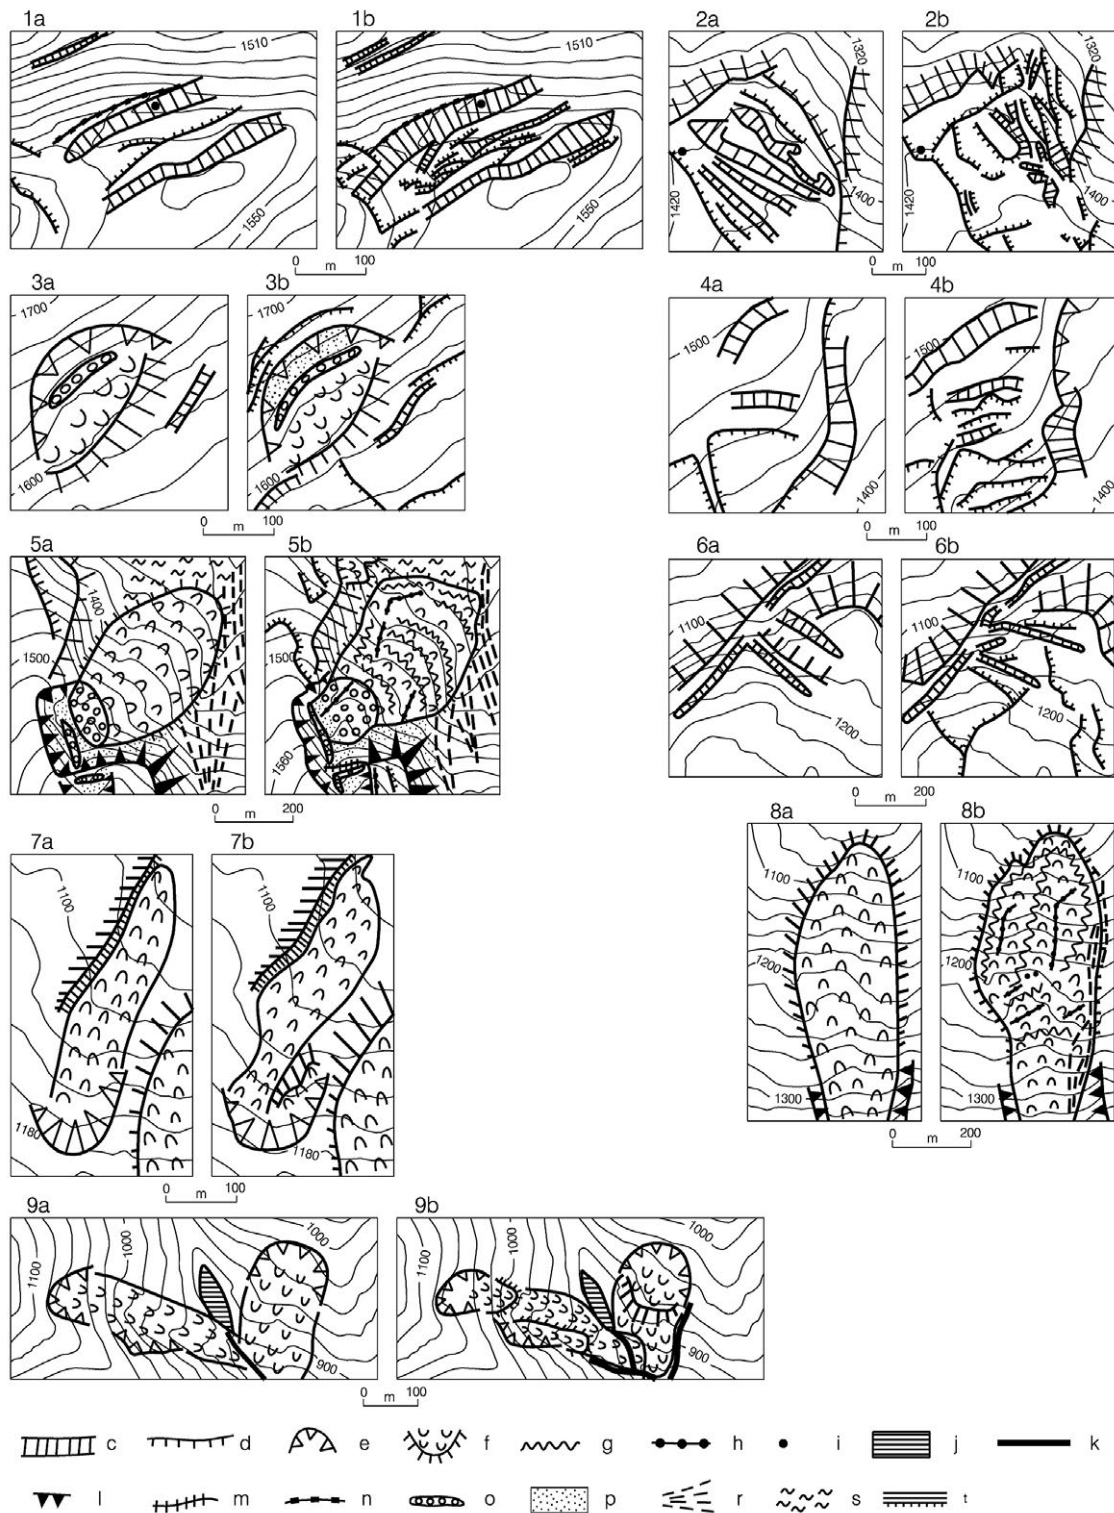 1a 1b 2a 2b
1510 1550
1510 1550
1320 1400 1420
1320 1400 1420
0 m 100
0 m 100
3a 3b 4a 4b
1700 1600
1700 1600
1500 1400
1500 1400
0 m 100
0 m 100
5a 5b 6a 6b
1400 1500
1500 1560
1100 1200
1100 1200
0 m 200
0 m 200
7a 7b 8a 8b
1100 1180
1100 1180
1100 1200 1300
1100 1200 1300
0 m 100
0 m 200
9a 9b
1100 1000 1000 900
1100 1000 1000 900
0 m 100
c d e f g h i j k
l m n o p r s t